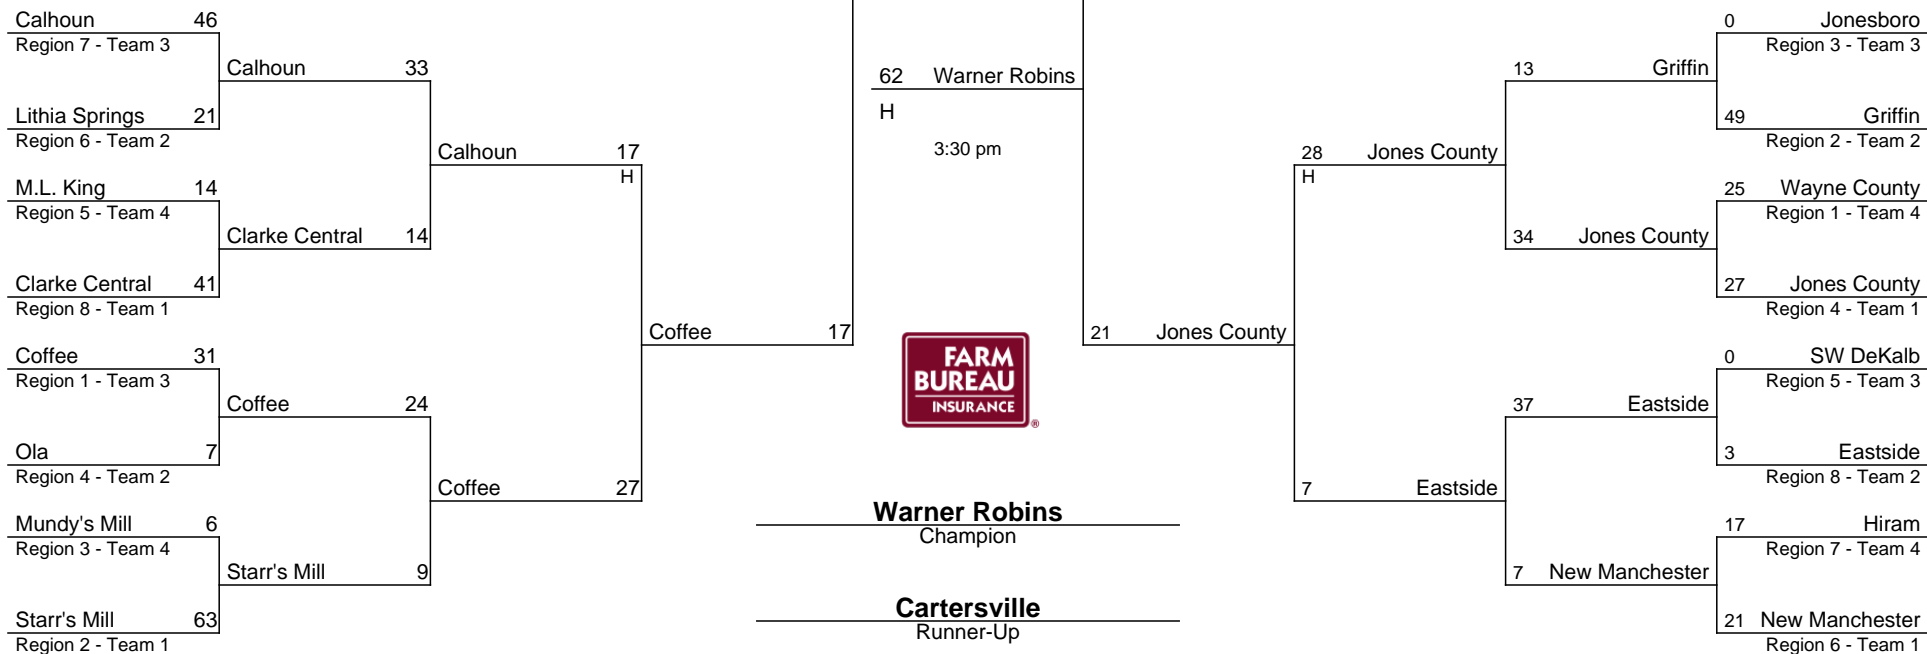 Calhoun 46
Region 7 - Team 3
Calhoun 33
Lithia Springs 21
Region 6 - Team 2
Calhoun 17
H
M.L. King 14
Region 5 - Team 4
Clarke Central 14
Clarke Central 41
Region 8 - Team 1
Coffee 17
Coffee 31
Region 1 - Team 3
Coffee 24
Ola 7
Region 4 - Team 2
Coffee 27
Mundy's Mill 6
Region 3 - Team 4
Starr's Mill 9
Starr's Mill 63
Region 2 - Team 1
62 Warner Robins
H
3:30 pm
FARM
BUREAU
INSURANCE
®
Warner Robins
Champion
Cartersville
Runner-Up
0 Jonesboro
Region 3 - Team 3
13 Griffin
49 Griffin
Region 2 - Team 2
28 Jones County
H
25 Wayne County
Region 1 - Team 4
34 Jones County
27 Jones County
Region 4 - Team 1
21 Jones County
0 SW DeKalb
Region 5 - Team 3
37 Eastside
3 Eastside
Region 8 - Team 2
7 Eastside
17 Hiram
Region 7 - Team 4
7 New Manchester
21 New Manchester
Region 6 - Team 1